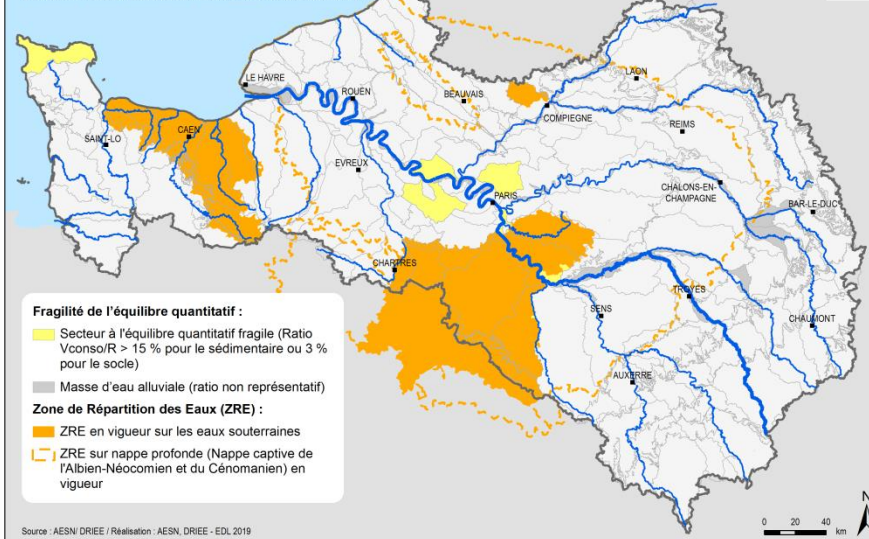 LE HAVRE
ROUEN
BEAUVAIS
LAON
COMPIEGNE
REIMS
SAINT-LO
CAEN
EVREUX
PARIS
CHALONS-EN-
CHAMPAGNE
BAR-LE-DUC
CHARTRES
TROYES
SENS
CHAUMONT
AUXERRE
Fragilité de l'équilibre quantitatif :
Secteur à l'équilibre quantitatif fragile (Ratio
Vconso/R > 15 % pour le sédimentaire ou 3 %
pour le socle)
Masse d'eau alluviale (ratio non représentatif)
Zone de Répartition des Eaux (ZRE) :
ZRE en vigueur sur les eaux souterraines
ZRE sur nappe profonde (Nappe captive de
l'Albien-Néocomien et du Cénomanien) en
vigueur
Source : AESN/ DRIEE / Réalisation : AESN, DRIEE - EDL 2019
0 20 40
km
N